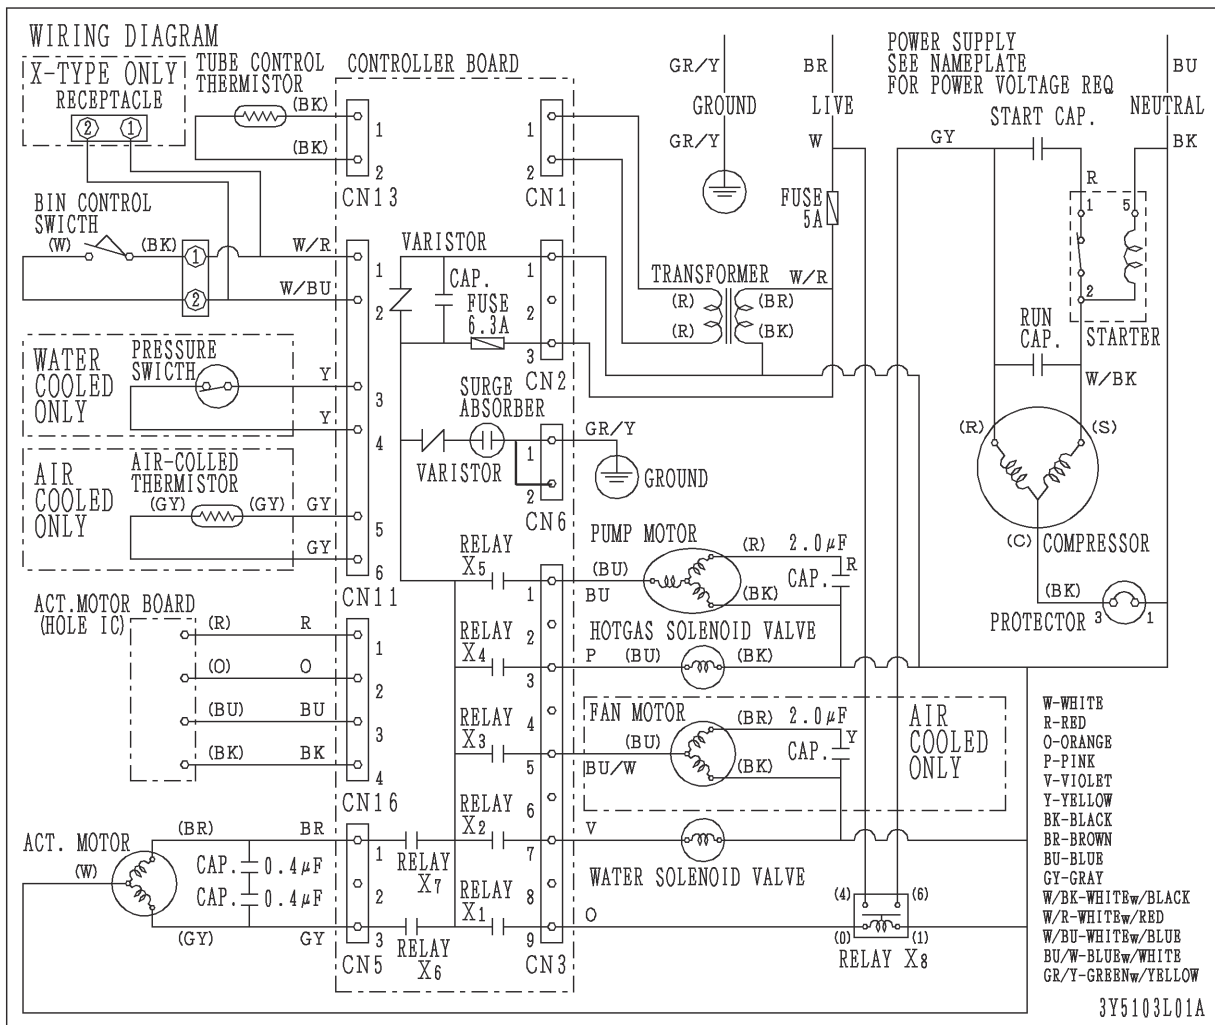 WIRING DIAGRAM
X-TYPE ONLY
RECEPTACLE
2 1
TUBE CONTROL
THERMISTOR
(BK)
(BK)
CONTROLLER BOARD
1
2
CN13
1
2
CN1
GR/Y
GROUND
GR/Y
BR
LIVE
W
FUSE
5A
POWER SUPPLY
SEE NAMEPLATE
FOR POWER VOLTAGE REQ
BU
NEUTRAL
BK
START CAP.
GY
R
1 5
2
STARTER
RUN
CAP.
W/BK
(R) (S)
(C)
COMPRESSOR
(BK)
PROTECTOR
3 1
BIN CONTROL
SWICTH
(W) (BK)
1
2
W/R
W/BU
1
2
VARISTOR
CAP.
FUSE
6.3A
1
2
3
CN2
TRANSFORMER
W/R
(R) (BR)
(R) (BK)
WATER
COOLED
ONLY
PRESSURE
SWICTH
Y
Y
3
4
SURGE
ABSORBER
VARISTOR
1
2
CN6
GR/Y
GROUND
AIR
COOLED
ONLY
AIR-COLLED
THERMISTOR
(GY) (GY) GY
GY
5
6
CN11
RELAY
X5
1
PUMP MOTOR
(BU)
BU
(R) 2.0μF
R
CAP.
(BK)
2
HOTGAS SOLENOID VALVE
RELAY
X4
3
P (BU) (BK)
ACT.MOTOR BOARD
(HOLE IC)
(R) R
(O) O
(BU) BU
(BK) BK
1
2
3
4
CN16
4
FAN MOTOR
(BR) 2.0μF
Y
CAP.
(BK)
AIR
COOLED
ONLY
RELAY
X3
5
(BU)
BU/W
6
RELAY
X2
7
V
WATER SOLENOID VALVE
ACT. MOTOR
(W)
(BR) BR
CAP. 0.4μF
CAP. 0.4μF
(GY) GY
1
2
3
CN5
RELAY
X7
RELAY
X6
RELAY
X1
8
9
CN3
O
(4) (6)
(0) (1)
RELAY X8
W-WHITE
R-RED
O-ORANGE
P-PINK
V-VIOLET
Y-YELLOW
BK-BLACK
BR-BROWN
BU-BLUE
GY-GRAY
W/BK-WHITEw/BLACK
W/R-WHITEw/RED
W/BU-WHITEw/BLUE
BU/W-BLUEw/WHITE
GR/Y-GREENw/YELLOW
3Y5103L01A